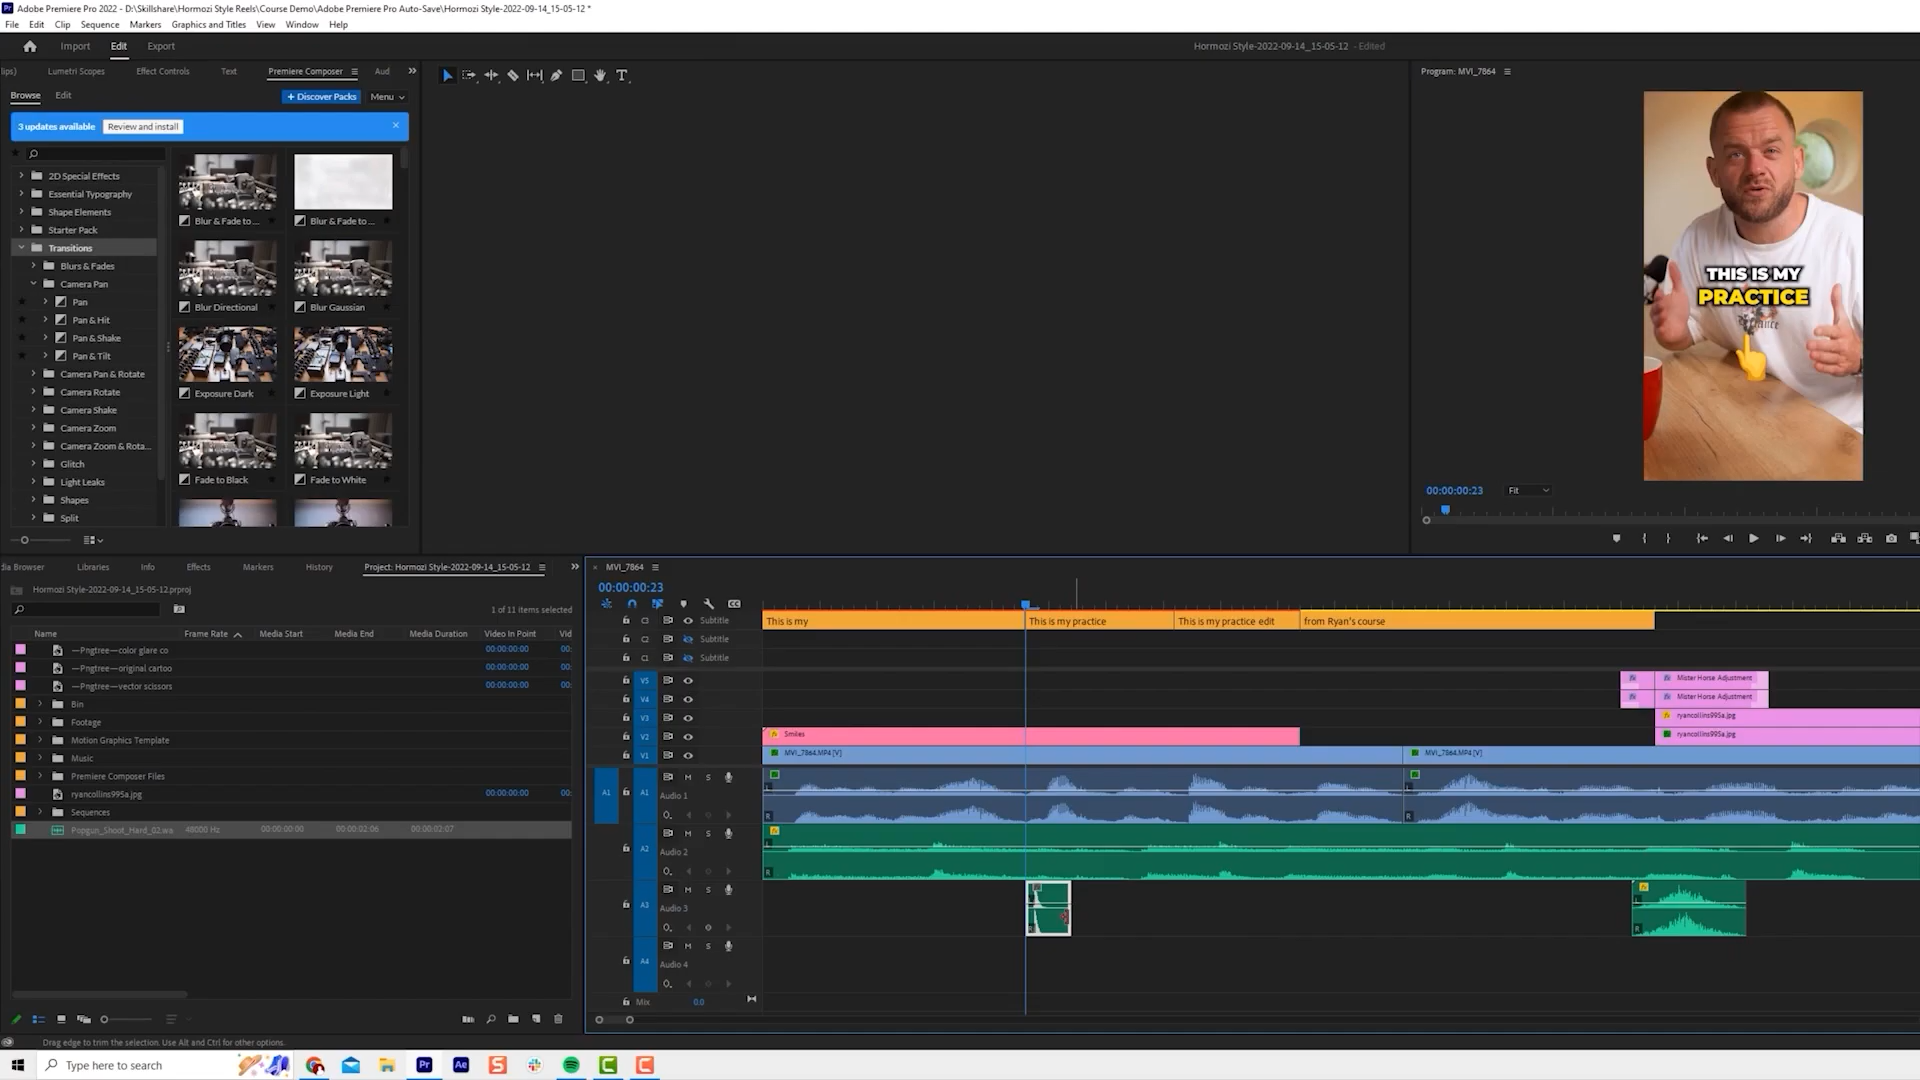 Adobe Premiere Pro 2022 - D:\Skillshare\Hormozi Style Reels\Course Demo\Adobe Premiere Pro Auto-Save\Hormozi Style-2022-09-14_15-05-12 *
File Edit Clip Sequence Markers Graphics and Titles View Window Help
Import Edit Export
Hormozi Style-2022-09-14_15-05-12 - Edited
lips) Lumetri Scopes Effect Controls Text Premiere Composer Aud
Program: MVI_7864
Browse Edit
+ Discover Packs Menu
3 updates available Review and install
2D Special Effects
Essential Typography
Shape Elements
Starter Pack
Transitions
Blurs & Fades
Camera Pan
Pan
Pan & Hit
Pan & Shake
Pan & Tilt
Camera Pan & Rotate
Camera Rotate
Camera Shake
Camera Zoom
Camera Zoom & Rota...
Glitch
Light Leaks
Shapes
Split
Blur & Fade to ... Blur & Fade to ...
Blur Directional Blur Gaussian
Exposure Dark Exposure Light
Fade to Black Fade to White
THIS IS MY
PRACTICE
00:00:00:23 Fit
dia Browser Libraries Info Effects Markers History Project: Hormozi Style-2022-09-14_15-05-12
Hormozi Style-2022-09-14_15-05-12.prproj
1 of 11 items selected
Name Frame Rate Media Start Media End Media Duration Video In Point Vid
—Pngtree—color glare co 00:00:00:00 00:
—Pngtree—original cartoo 00:00:00:00 00:
—Pngtree—vector scissors 00:00:00:00 00:
Bin
Footage
Motion Graphics Template
Music
Premiere Composer Files
ryancollins995a.jpg 00:00:00:00 00:
Sequences
Popgun_Shoot_Hard_02.wa 48000 Hz 00:00:00:00 00:00:02:06 00:00:02:07
MVI_7864
00:00:00:23
C3 Subtitle This is my This is my practice This is my practice edit from Ryan's course
C2 Subtitle
C1 Subtitle
V5 Mister Horse Adjustment
V4 Mister Horse Adjustment
V3 ryancollins995a.jpg
V2 Smiles ryancollins995a.jpg
V1 MVI_7864.MP4 [V] MVI_7864.MP4 [V]
A1 A1 M S
Audio 1
A2 M S
Audio 2
A3 M S
Audio 3
A4 M S
Audio 4
Mix 0.0
Drag edge to trim the selection. Use Alt and Ctrl for other options.
Type here to search
Pr Ae